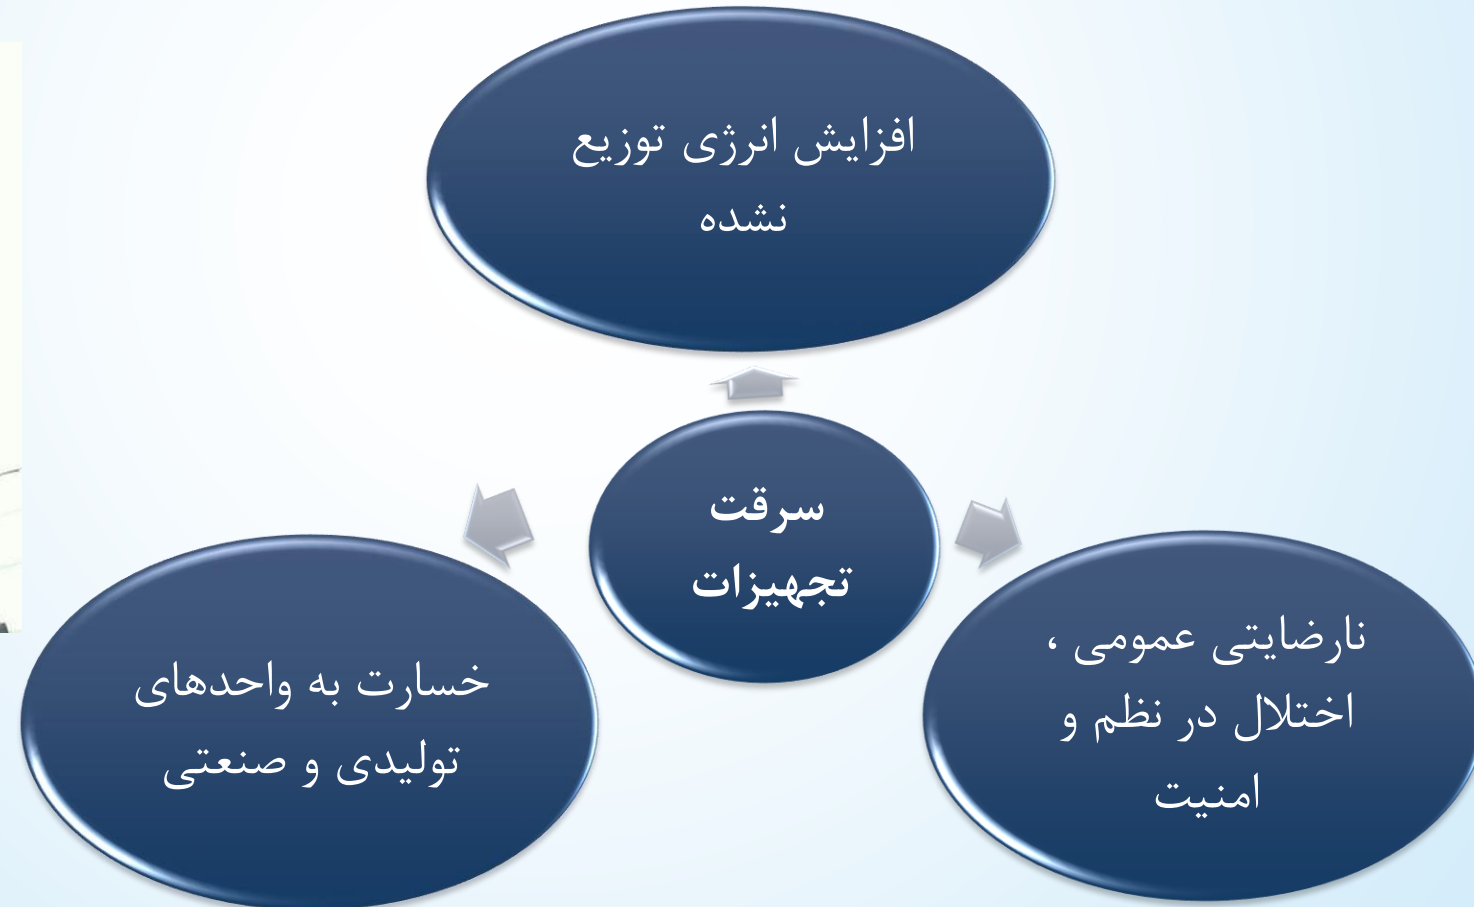 افزایش انرژی توزیع
نشده
سرقت
تجهیزات
نارضایتی عمومی ،
اختلال در نظم و
امنیت
خسارت به واحدهای
تولیدی و صنعتی